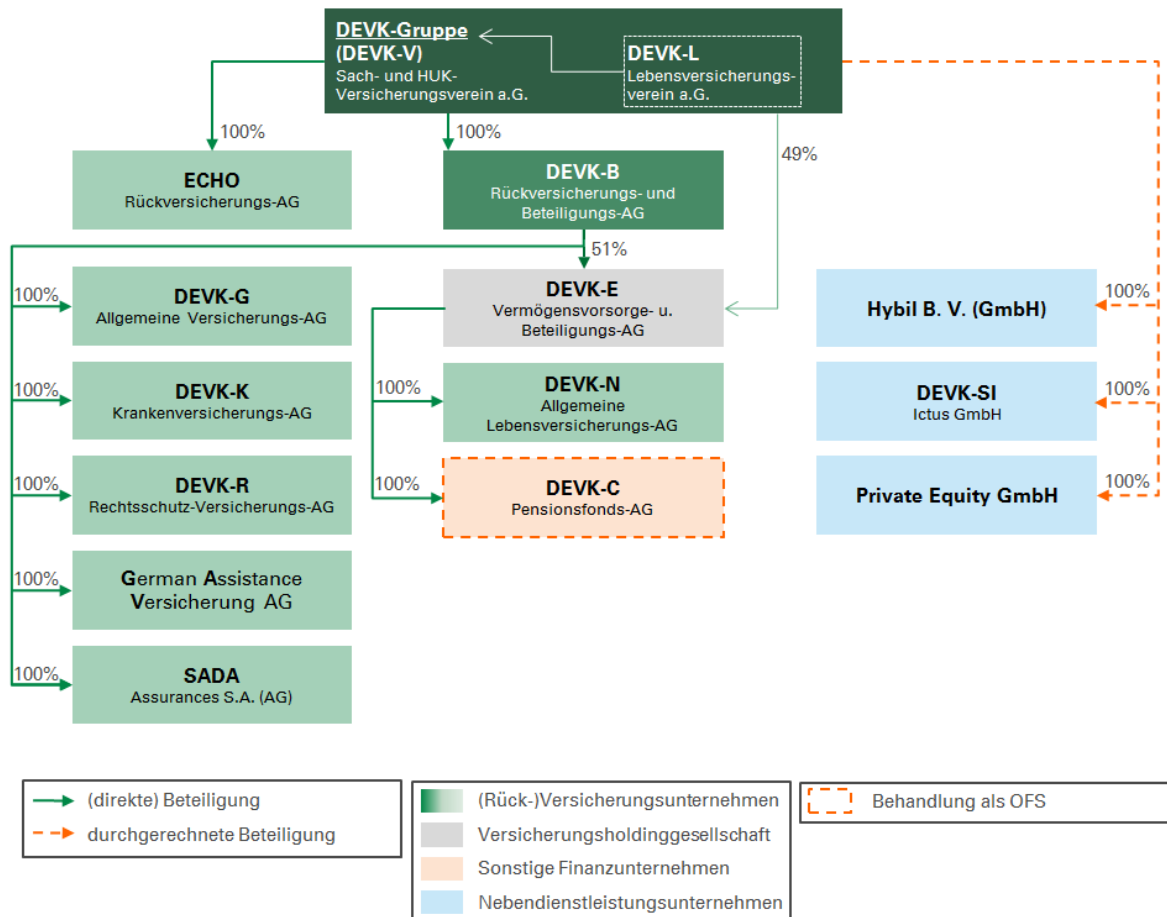 DEVK-Gruppe
(DEVK-V)
Sach- und HUK-
Versicherungsverein a.G.
DEVK-L
Lebensversicherungs-
verein a.G.
100%
100%
49%
ECHO
Rückversicherungs-AG
DEVK-B
Rückversicherungs- und
Beteiligungs-AG
51%
100%
DEVK-G
Allgemeine Versicherungs-AG
DEVK-E
Vermögensvorsorge- u.
Beteiligungs-AG
Hybil B. V. (GmbH)
100%
100%
DEVK-K
Krankenversicherungs-AG
100%
DEVK-N
Allgemeine
Lebensversicherungs-AG
DEVK-SI
Ictus GmbH
100%
100%
DEVK-R
Rechtsschutz-Versicherungs-AG
100%
DEVK-C
Pensionsfonds-AG
Private Equity GmbH
100%
100%
German Assistance
Versicherung AG
100%
SADA
Assurances S.A. (AG)
(direkte) Beteiligung
durchgerechnete Beteiligung
(Rück-)Versicherungsunternehmen
Versicherungsholdinggesellschaft
Sonstige Finanzunternehmen
Nebendienstleistungsunternehmen
Behandlung als OFS